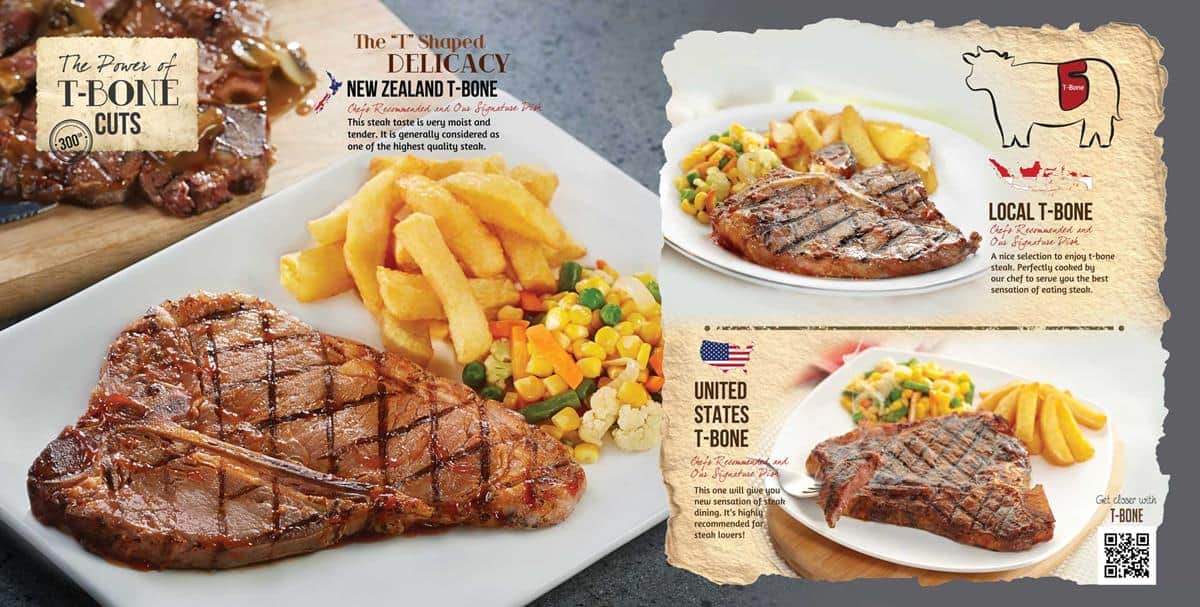 The Power of
T-BONE
CUTS
±300gr
The "T" Shaped
DELICACY
NEW ZEALAND T-BONE
Chef's Recommended and Our Signature Dish
This steak taste is very moist and
tender. It is generally considered as
one of the highest quality steak.
T-Bone
LOCAL T-BONE
Chef's Recommended and
Our Signature Dish
A nice selection to enjoy t-bone
steak. Perfectly cooked by
our chef to serve you the best
sensation of eating steak.
UNITED
STATES
T-BONE
Chef's Recommended and
Our Signature Dish
This one will give you
new sensation of steak
dining. It's highly
recommended for
steak lovers!
Get closer with
T-BONE